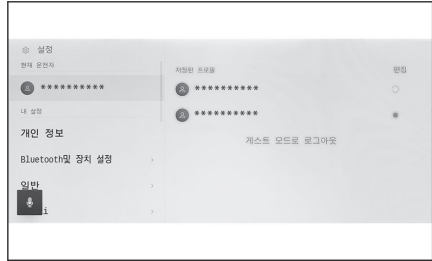 설정
현재 운전자
**********
내 설정
개인 정보
Bluetooth및 장치 설정
일반
i
저장된 프로필
편집
**********
**********
게스트 모드로 로그아웃